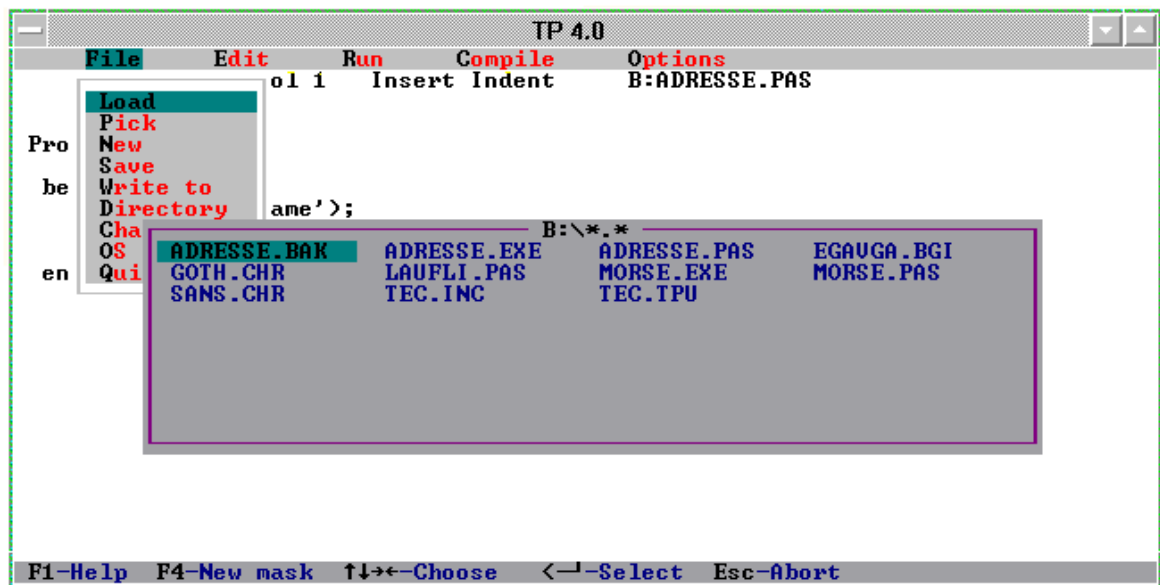 TP 4.0
File Edit Run Compile Options
ol 1 Insert Indent B:ADRESSE.PAS
Load
Pick
Pro New
Save
be Write to
Directory ame');
Cha B:\*.*
OS ADRESSE.BAK ADRESSE.EXE ADRESSE.PAS EGAVGA.BGI
en Qui GOTH.CHR LAUFLI.PAS MORSE.EXE MORSE.PAS
SANS.CHR TEC.INC TEC.TPU
F1-Help F4-New mask ↑↓→←-Choose <─┘-Select Esc-Abort